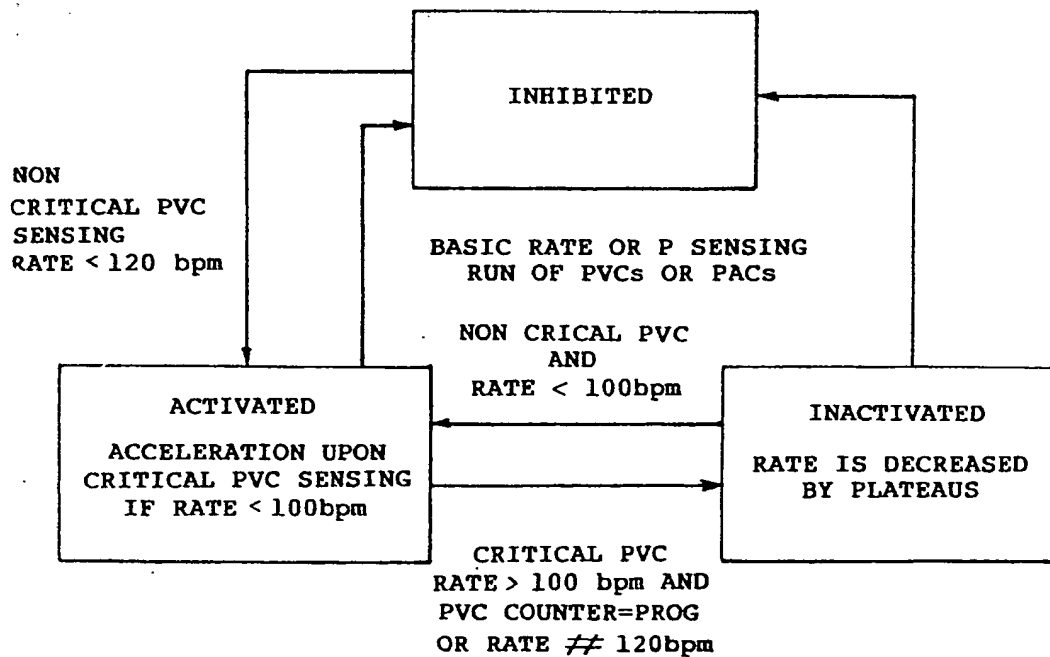 INHIBITED
NON
CRITICAL PVC
SENSING
RATE < 120 bpm
BASIC RATE OR P SENSING
RUN OF PVCs OR PACs
NON CRICAL PVC
AND
RATE < 100bpm
ACTIVATED
ACCELERATION UPON
CRITICAL PVC SENSING
IF RATE < 100bpm
INACTIVATED
RATE IS DECREASED
BY PLATEAUS
CRITICAL PVC
RATE > 100 bpm AND
PVC COUNTER=PROG
OR RATE ≠≠ 120bpm